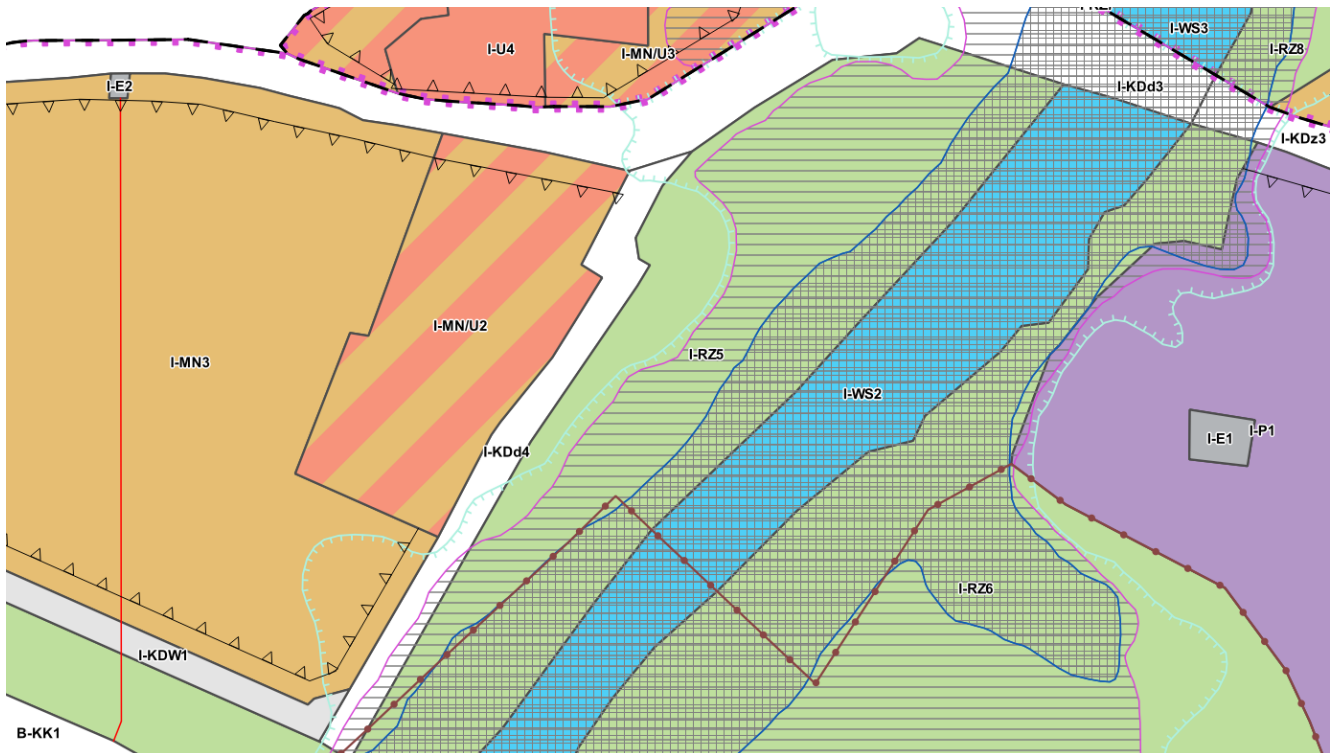 I-WS3
I-U4
I-MN/U3
I-RZ8
I-E2
I-KDd3
I-KDz3
I-MN/U2
I-RZ5
I-MN3
I-WS2
I-P1
I-E1
I-KDd4
I-RZ6
I-KDW1
B-KK1